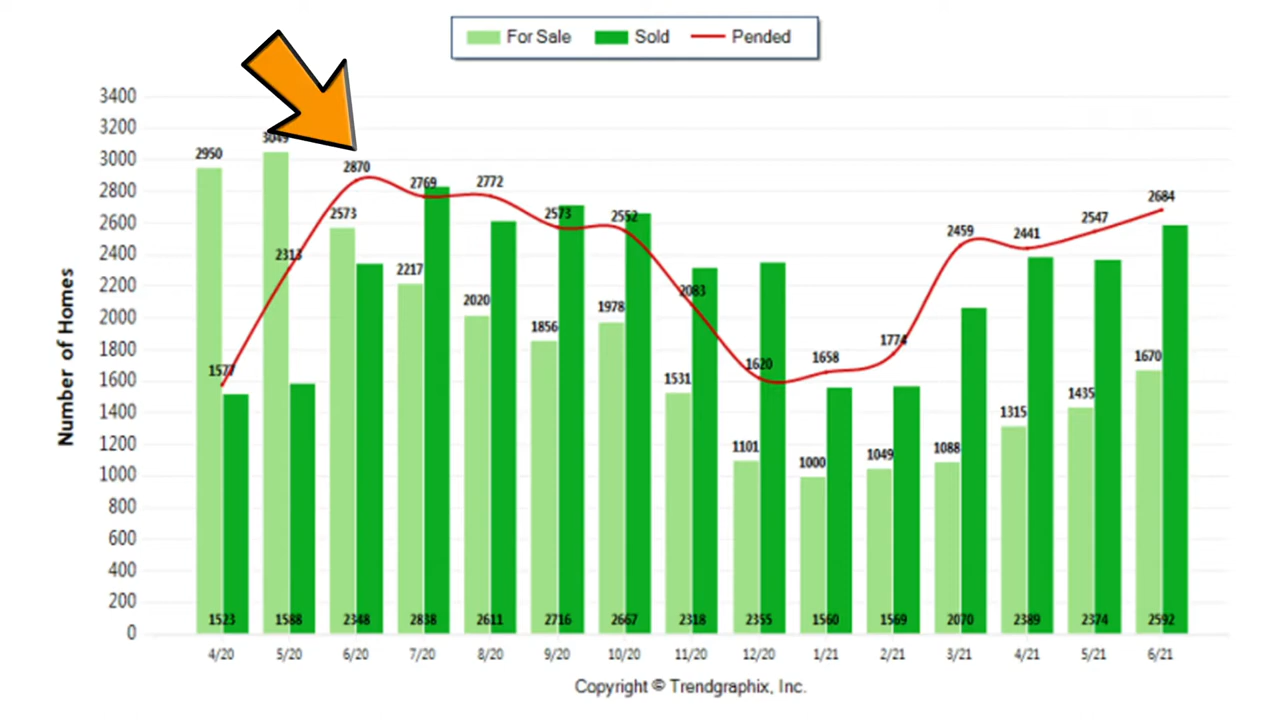 For Sale Sold Pended
3400
3200
3000
2800
2600
2400
2200
2000
1800
1600
1400
1200
1000
800
600
400
200
0
Number of Homes
2950 3049 2573 2217 2020 1856 1978 1531 1101 1000 1049 1088 1315 1435 1670
1577 2313 2870 2769 2772 2573 2552 2083 1620 1658 1774 2459 2441 2547 2684
1523 1588 2348 2838 2611 2716 2667 2318 2355 1560 1569 2070 2389 2374 2592
4/20 5/20 6/20 7/20 8/20 9/20 10/20 11/20 12/20 1/21 2/21 3/21 4/21 5/21 6/21
Copyright © Trendgraphix, Inc.